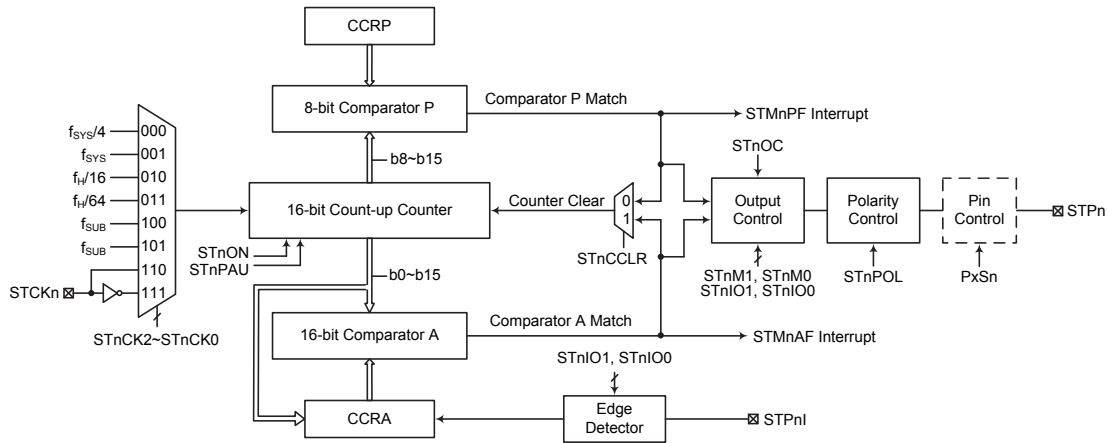 CCRP
8-bit Comparator P
Comparator P Match
STMnPF Interrupt
fSYS/4
000
fSYS
001
fH/16
010
fH/64
011
fSUB
100
fSUB
101
110
111
STCKn
STnCK2~STnCK0
b8~b15
16-bit Count-up Counter
STnON
STnPAU
Counter Clear
0
1
STnCCLR
STnOC
Output
Control
STnM1, STnM0
STnIO1, STnIO0
Polarity
Control
STnPOL
Pin
Control
PxSn
STPn
b0~b15
16-bit Comparator A
Comparator A Match
STMnAF Interrupt
STnIO1, STnIO0
CCRA
Edge
Detector
STPnI